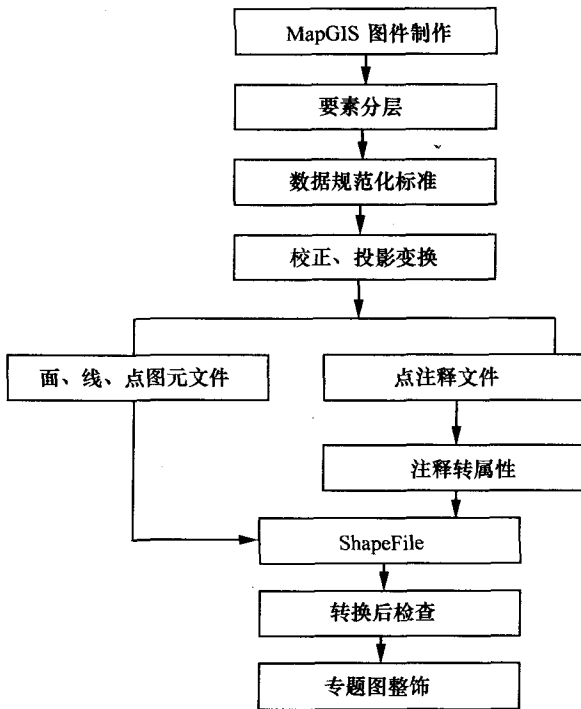 MapGIS 图件制作
要素分层
数据规范化标准
校正、投影变换
面、线、点图元文件
点注释文件
注释转属性
ShapeFile
转换后检查
专题图整饰